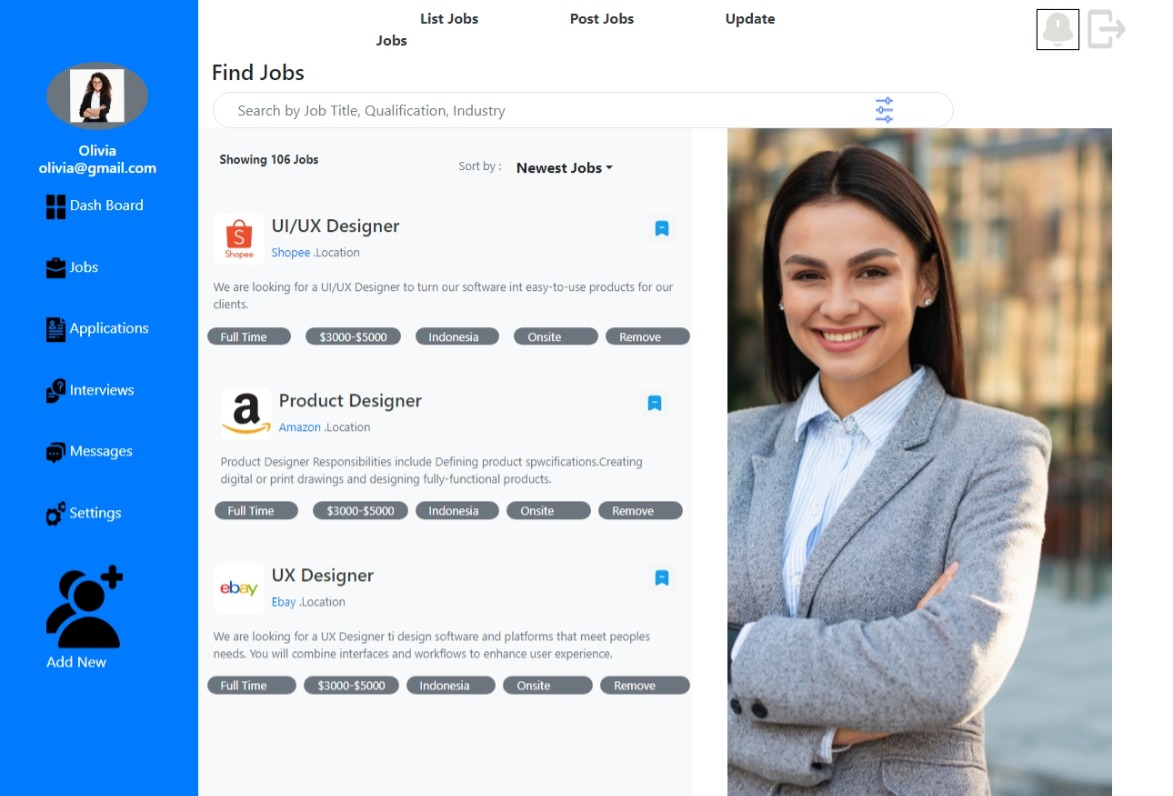 List Jobs
Post Jobs
Update
Jobs
Find Jobs
Search by Job Title, Qualification, Industry
Olivia
olivia@gmail.com
Dash Board
Jobs
Applications
Interviews
Messages
Settings
Add New
Showing 106 Jobs
Sort by :
Newest Jobs
S
Shopee
UI/UX Designer
Shopee .Location
We are looking for a UI/UX Designer to turn our software int easy-to-use products for our
clients.
Full Time
$3000-$5000
Indonesia
Onsite
Remove
a
Product Designer
Amazon .Location
Product Designer Responsibilities include Defining product spwcifications.Creating
digital or print drawings and designing fully-functional products.
Full Time
$3000-$5000
Indonesia
Onsite
Remove
ebay
UX Designer
Ebay .Location
We are looking for a UX Designer ti design software and platforms that meet peoples
needs. You will combine interfaces and workflows to enhance user experience.
Full Time
$3000-$5000
Indonesia
Onsite
Remove